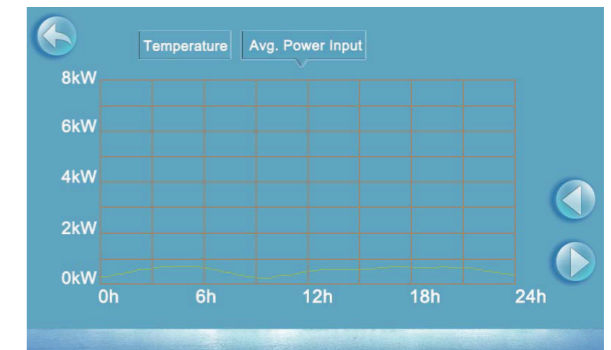 Temperature
Avg. Power Input
8kW
6kW
4kW
2kW
0kW
0h 6h 12h 18h 24h